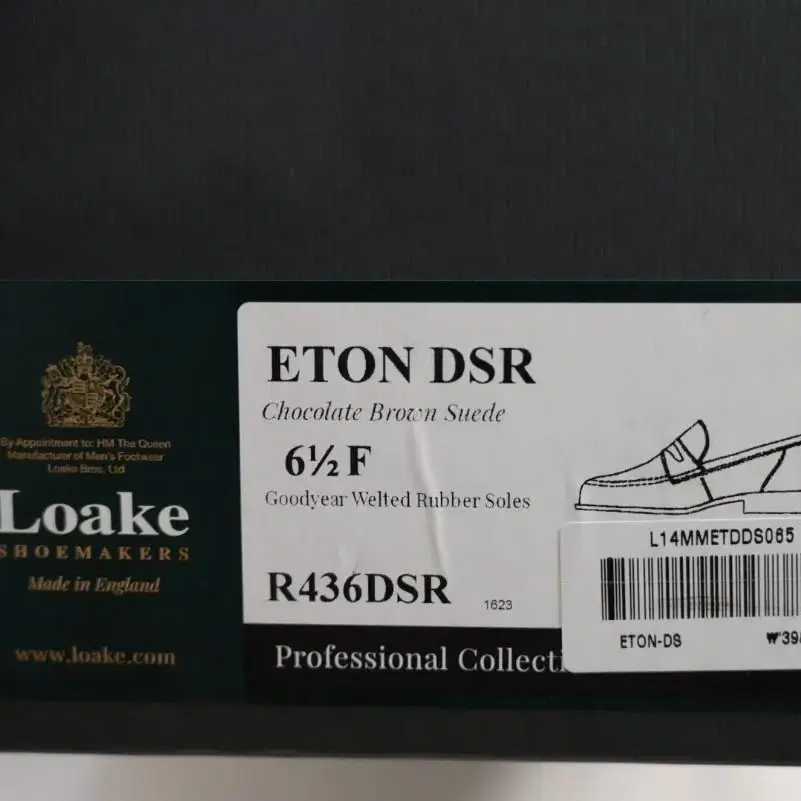 By Appointment to: HM The Queen
Manufacturer of Men's Footwear
Loake Bros. Ltd
Loake
SHOEMAKERS
Made in England
www.loake.com
ETON DSR
Chocolate Brown Suede
6½ F
Goodyear Welted Rubber Soles
R436DSR 1623
Professional Collecti
L14MMETDDS065
ETON-DS ₩'39